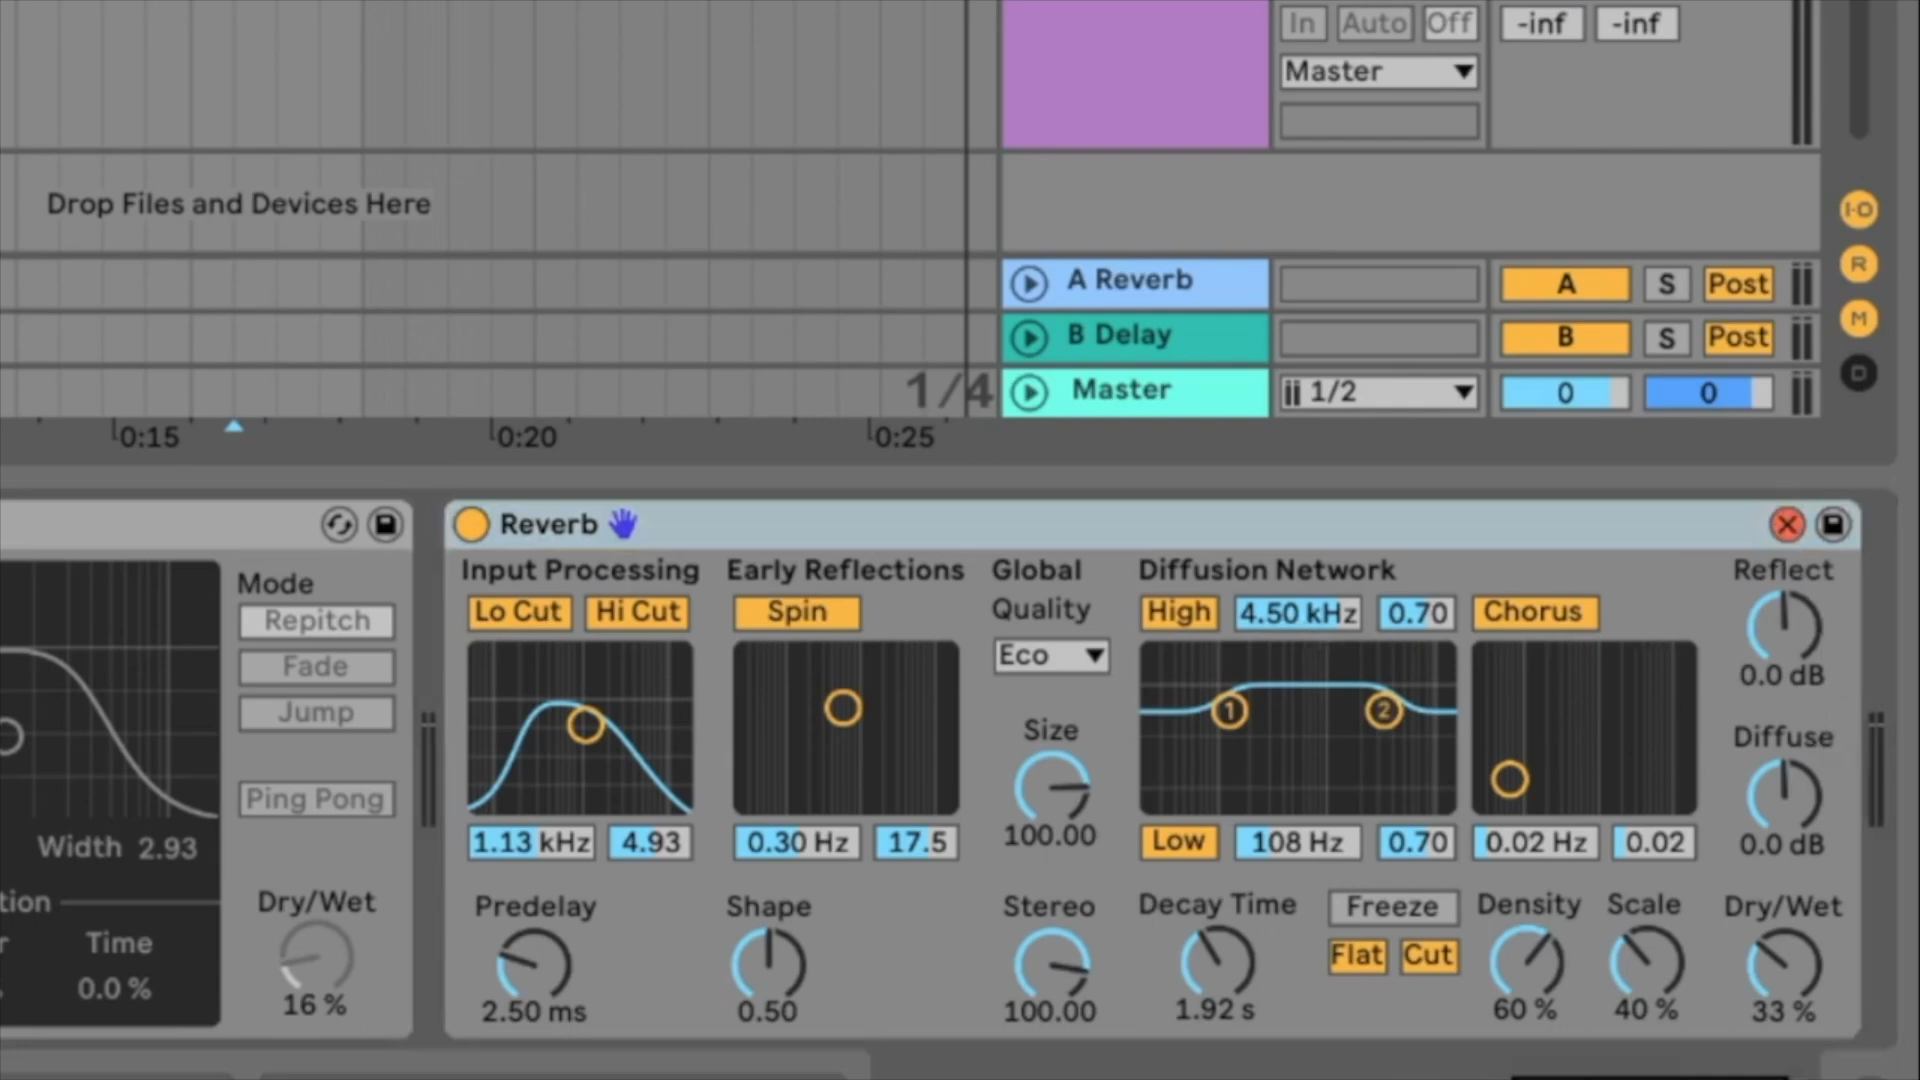 In Auto Off -inf -inf
Master
Drop Files and Devices Here
I·O
A Reverb A S Post R
B Delay B S Post M
1/4 Master 1/2 0 0 D
0:15 0:20 0:25
Reverb
Mode
Repitch
Fade
Jump
Ping Pong
Width 2.93
Dry/Wet
Time
0.0 %
16 %
Input Processing
Lo Cut Hi Cut
1.13 kHz 4.93
Predelay
2.50 ms
Early Reflections
Spin
0.30 Hz 17.5
Shape
0.50
Global
Quality
Eco
Size
100.00
Stereo
100.00
Diffusion Network
High 4.50 kHz 0.70 Chorus
1 2
Low 108 Hz 0.70 0.02 Hz 0.02
Decay Time
1.92 s
Freeze
Flat Cut
Density
60 %
Scale
40 %
Reflect
0.0 dB
Diffuse
0.0 dB
Dry/Wet
33 %